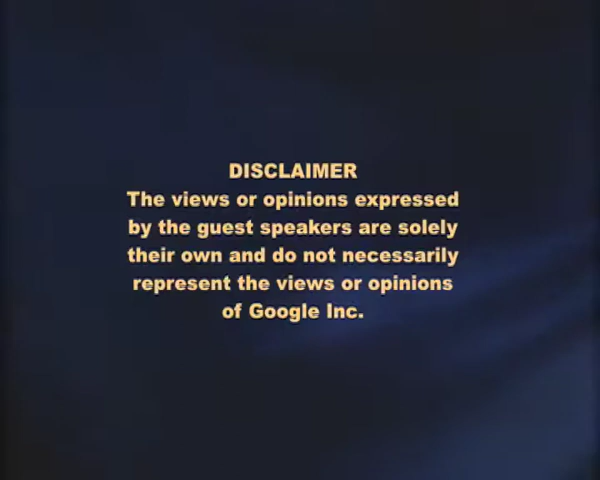 DISCLAIMER
The views or opinions expressed
by the guest speakers are solely
their own and do not necessarily
represent the views or opinions
of Google Inc.